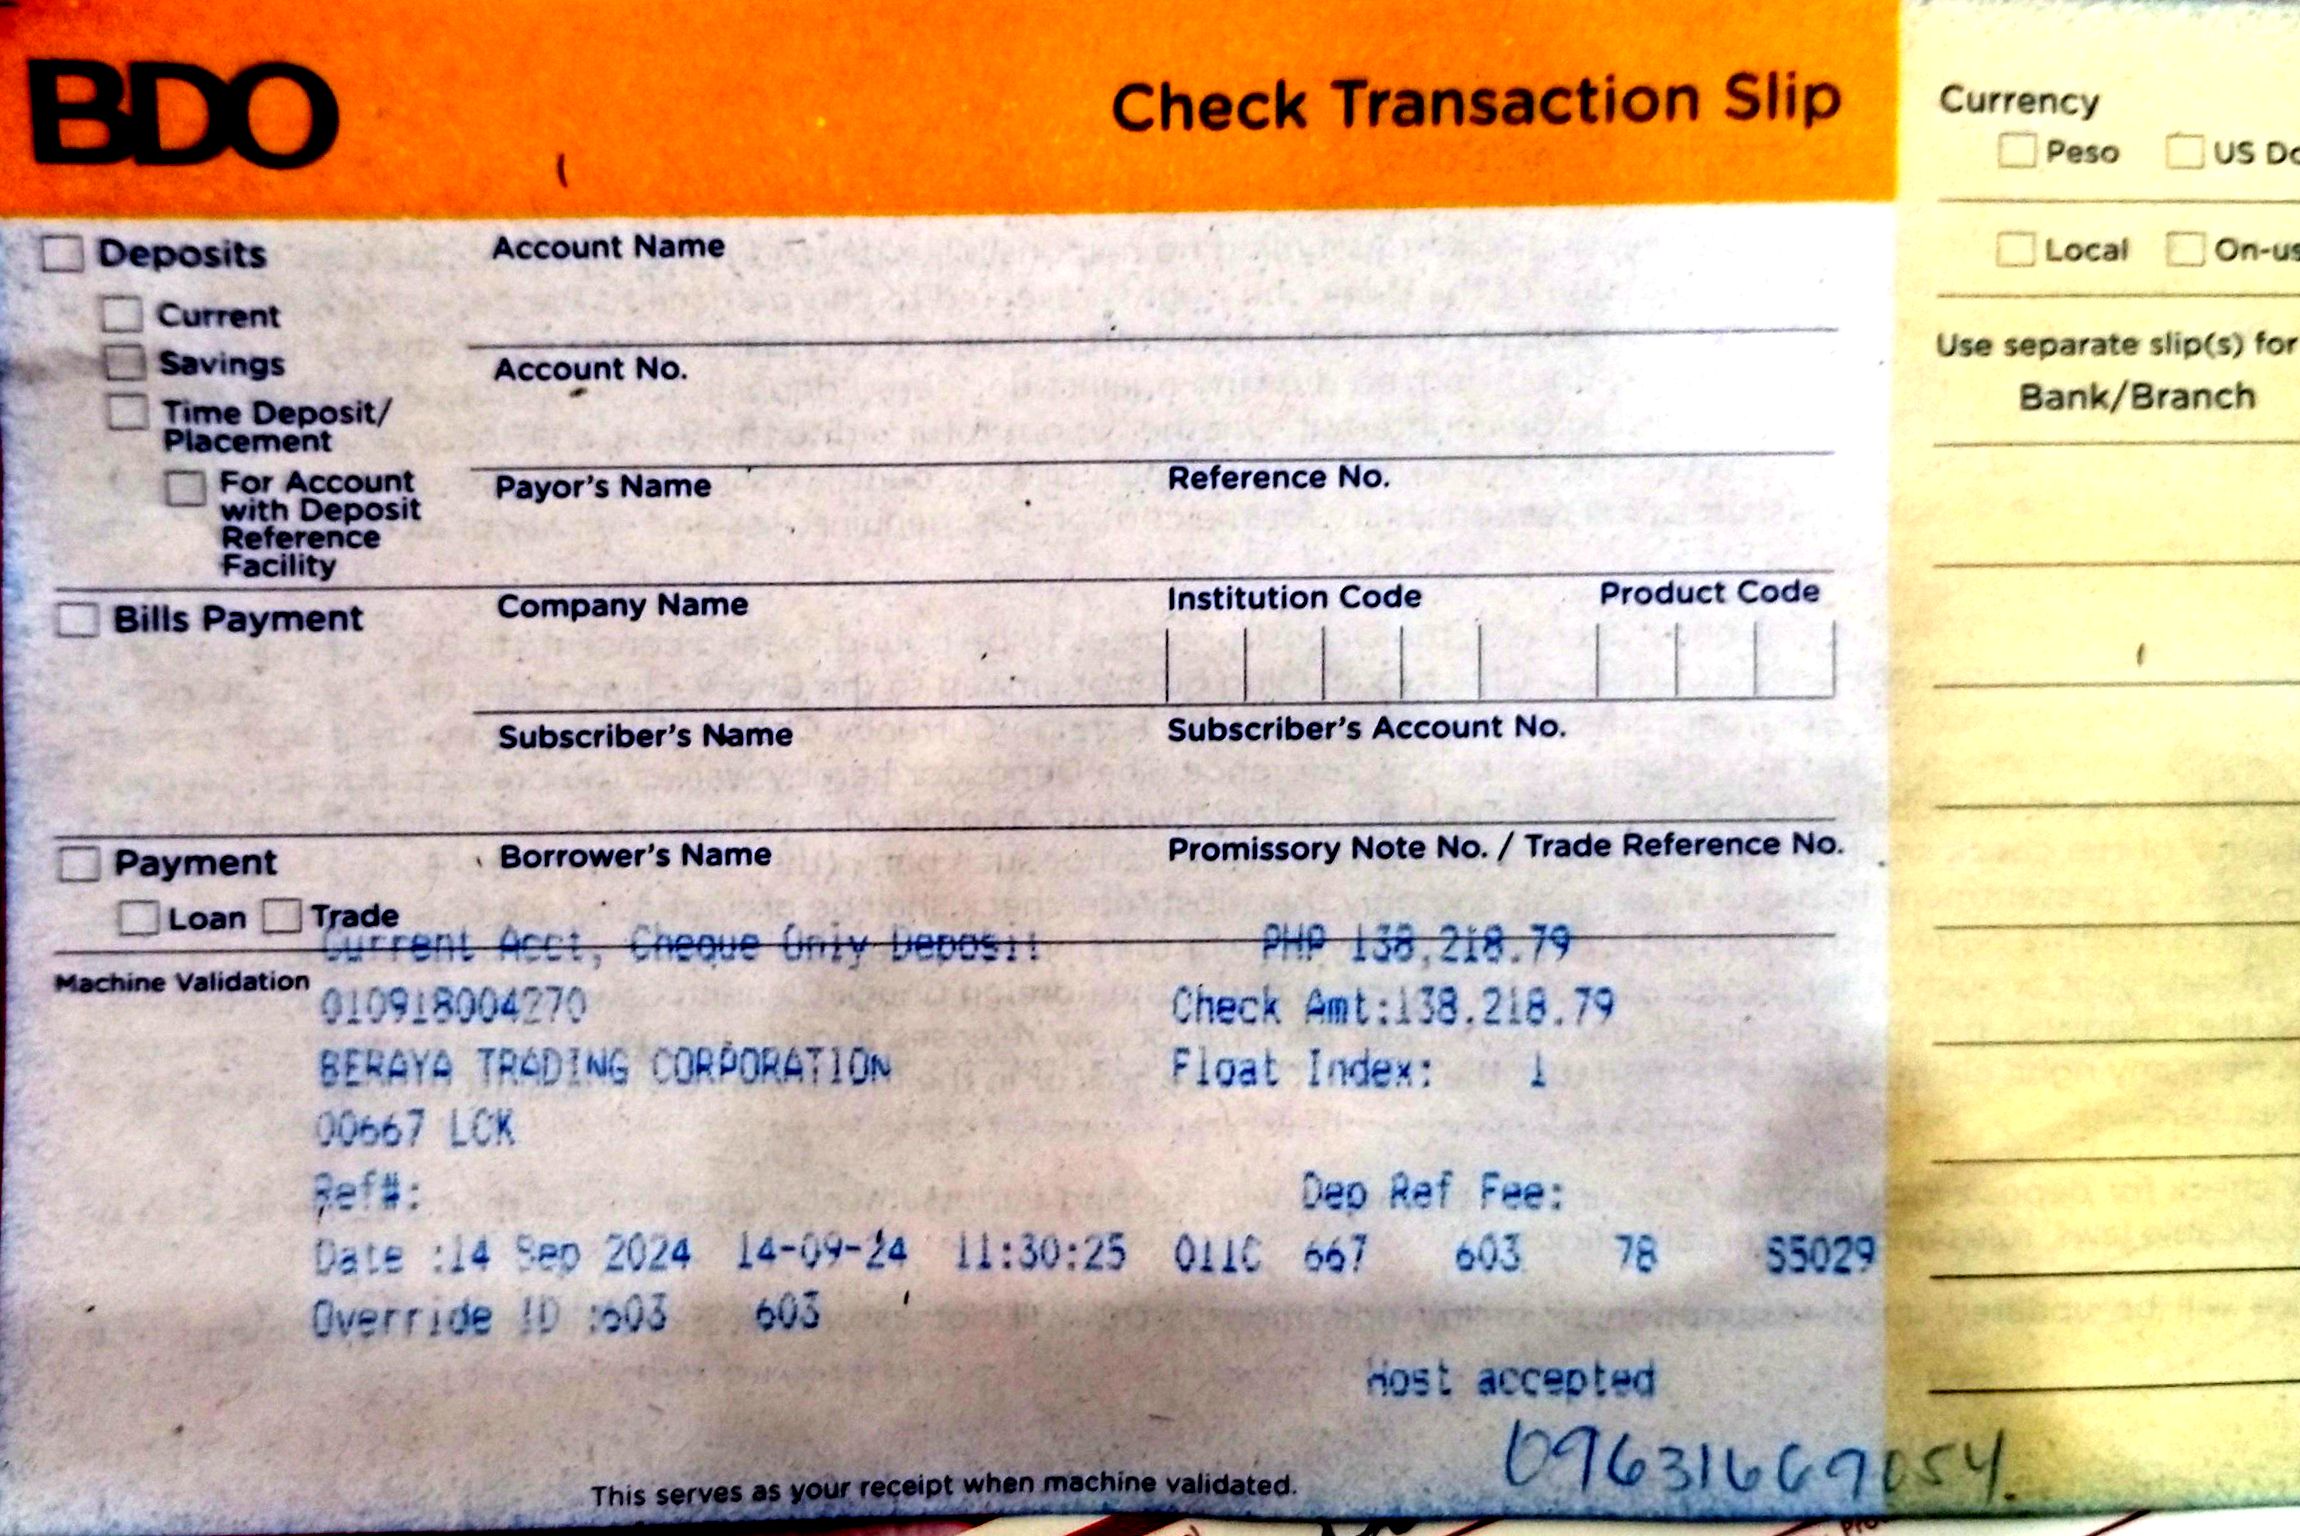 BDO
Check Transaction Slip
Currency
Peso
US Do
Local
On-us
Use separate slip(s) for
Bank/Branch
Deposits
Current
Savings
Time Deposit/
Placement
For Account
with Deposit
Reference
Facility
Account Name
Account No.
Payor's Name
Reference No.
Bills Payment
Company Name
Institution Code
Product Code
Subscriber's Name
Subscriber's Account No.
Payment
Loan
Trade
Borrower's Name
Promissory Note No. / Trade Reference No.
Machine Validation
Current Acct, Cheque Only Deposit PHP 138,218.79
010918004270 Check Amt:138,218.79
BERAYA TRADING CORPORATION Float Index: 1
00667 LCK
Ref#: Dep Ref Fee:
Date :14 Sep 2024 14-09-24 11:30:25 011C 667 603 78 S5029
Override ID :603 603
Host accepted
09631669054
This serves as your receipt when machine validated.